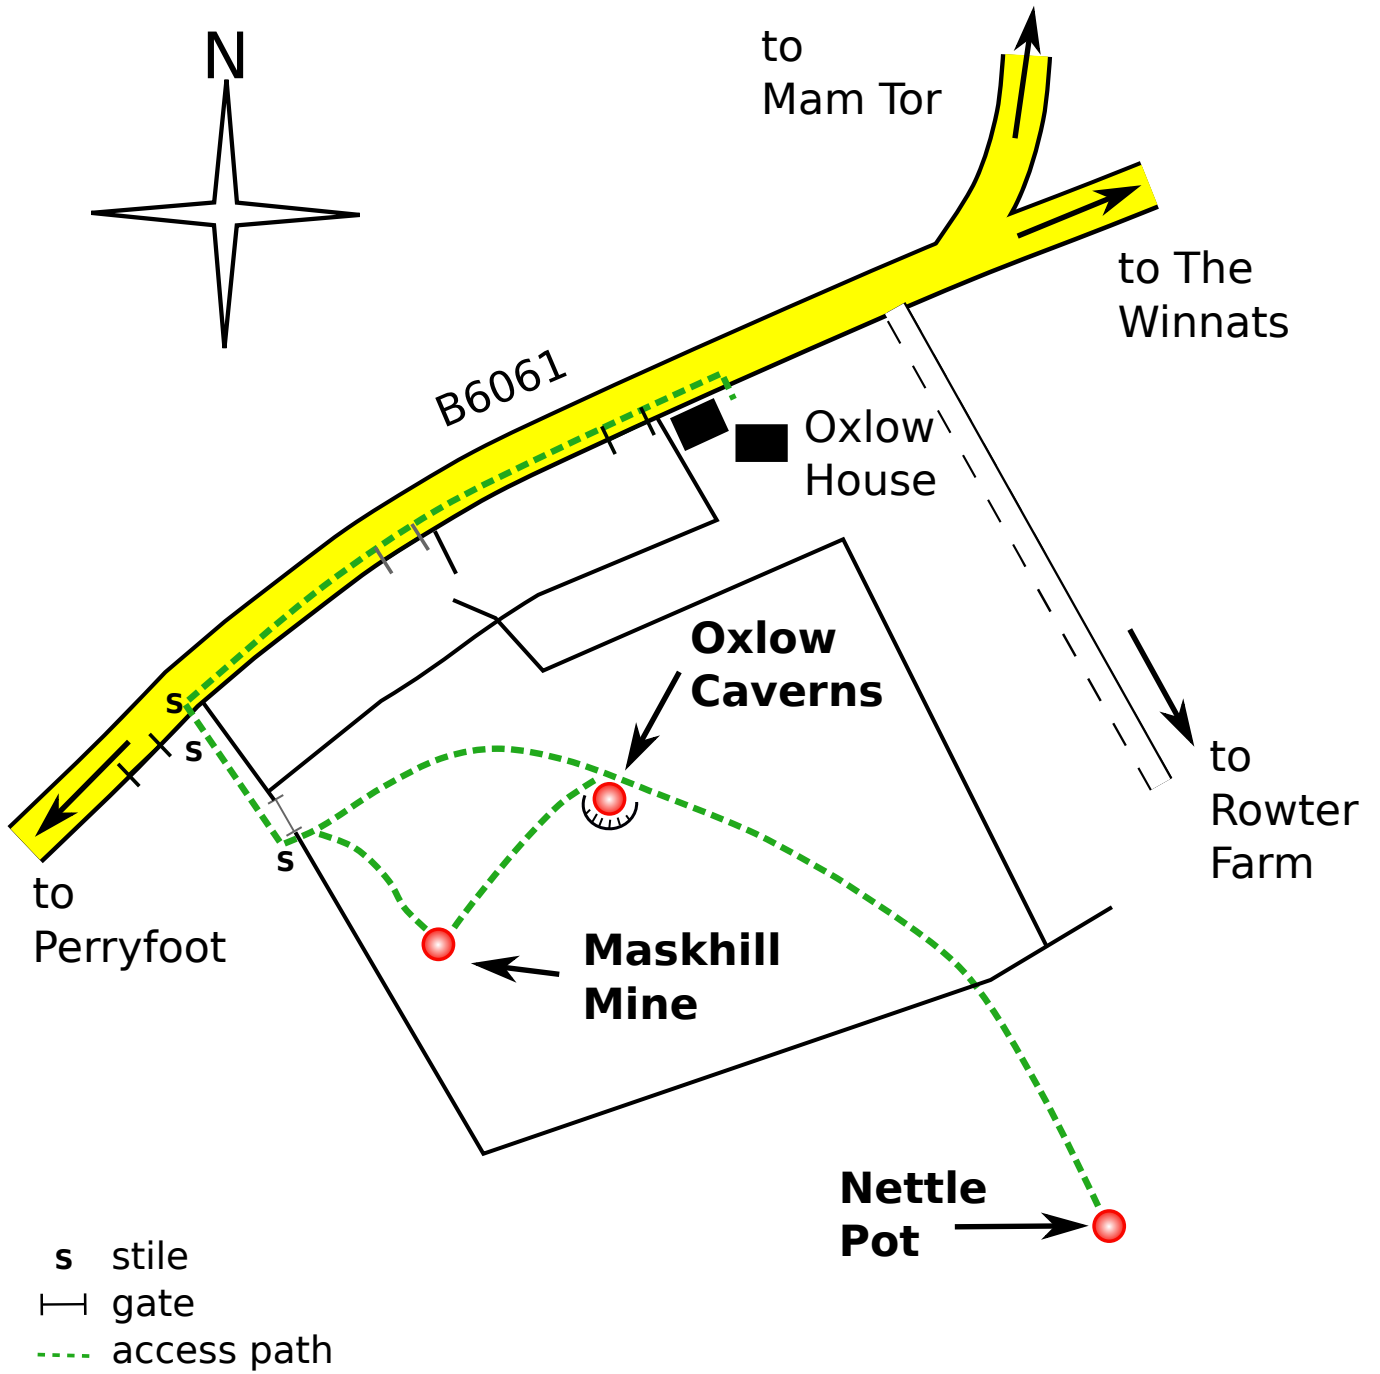 N
to
Mam Tor
to The
Winnats
B6061
Oxlow
House
Oxlow
Caverns
s
s
s
to
Rowter
Farm
to
Perryfoot
Maskhill
Mine
Nettle
Pot
s stile
gate
access path